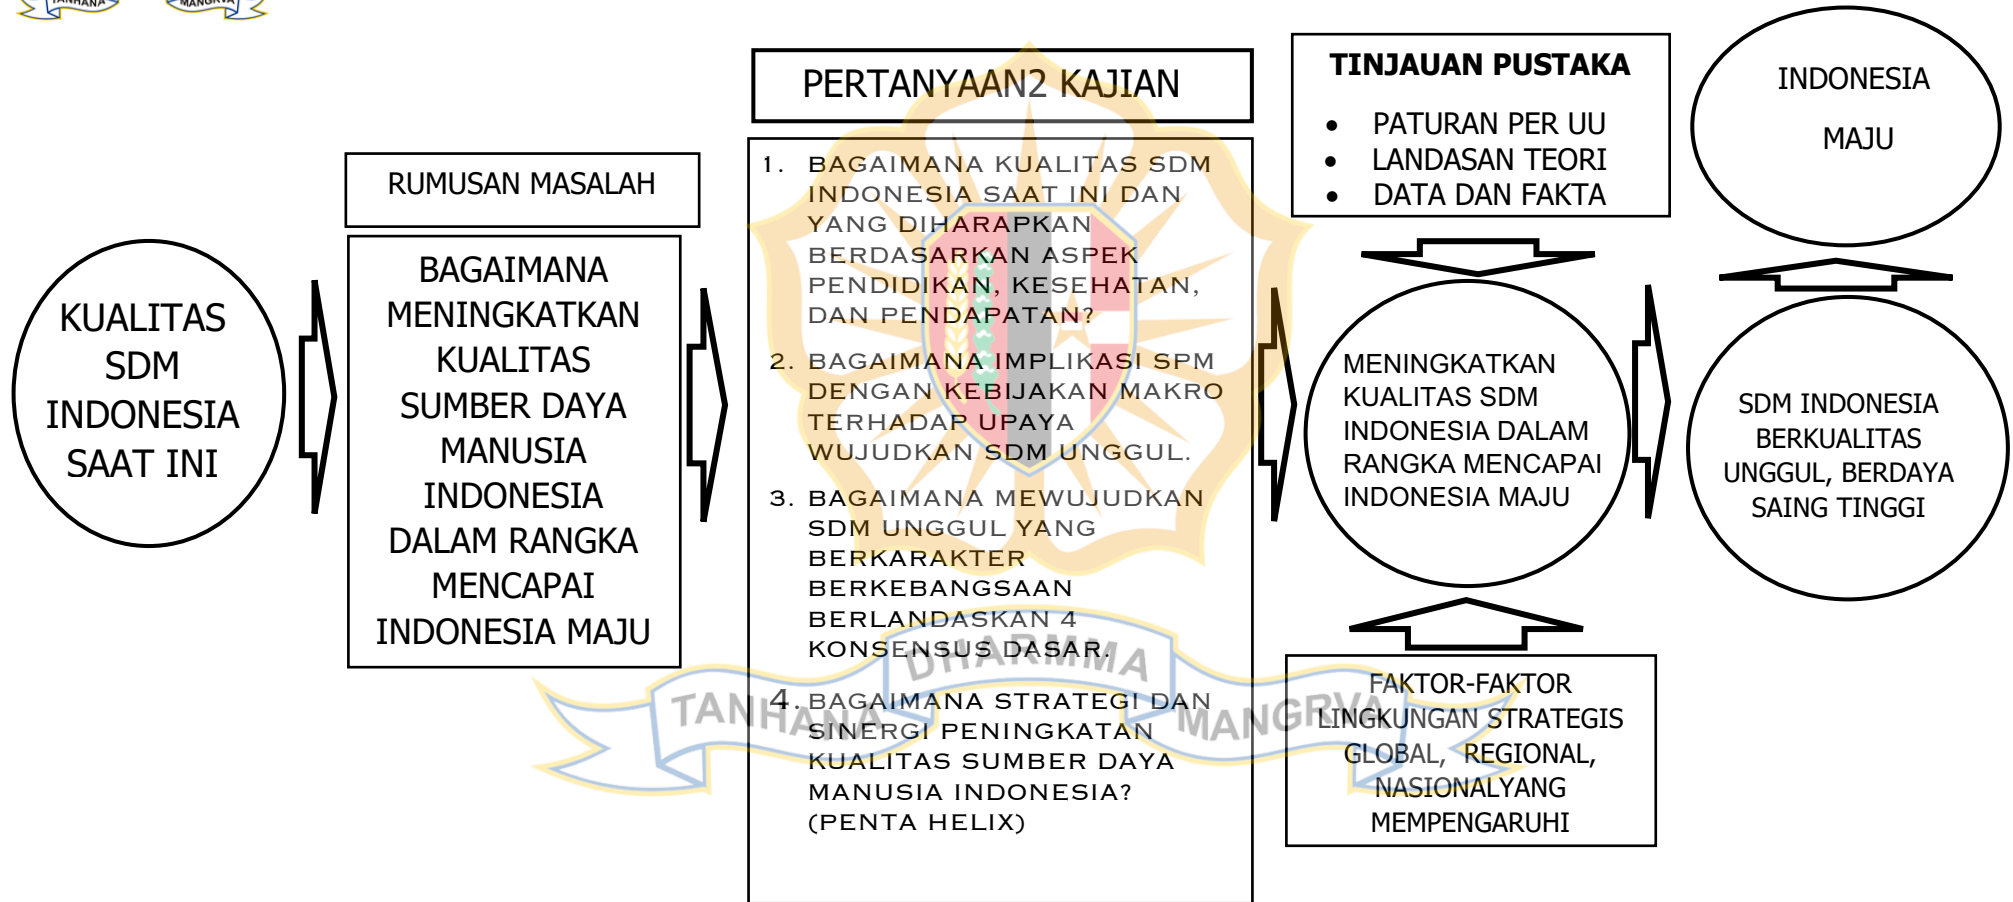 TANHANA
MANGRVA
KUALITAS
SDM
INDONESIA
SAAT INI
RUMUSAN MASALAH
BAGAIMANA
MENINGKATKAN
KUALITAS
SUMBER DAYA
MANUSIA
INDONESIA
DALAM RANGKA
MENCAPAI
INDONESIA MAJU
PERTANYAAN2 KAJIAN
1. BAGAIMANA KUALITAS SDM
INDONESIA SAAT INI DAN
YANG DIHARAPKAN
BERDASARKAN ASPEK
PENDIDIKAN, KESEHATAN,
DAN PENDAPATAN?
2. BAGAIMANA IMPLIKASI SPM
DENGAN KEBIJAKAN MAKRO
TERHADAP UPAYA
WUJUDKAN SDM UNGGUL.
3. BAGAIMANA MEWUJUDKAN
SDM UNGGUL YANG
BERKARAKTER
BERKEBANGSAAN
BERLANDASKAN 4
KONSENSUS DASAR.
4. BAGAIMANA STRATEGI DAN
SINERGI PENINGKATAN
KUALITAS SUMBER DAYA
MANUSIA INDONESIA?
(PENTA HELIX)
TANHANA DHARMMA MANGRVA
TINJAUAN PUSTAKA
• PATURAN PER UU
• LANDASAN TEORI
• DATA DAN FAKTA
MENINGKATKAN
KUALITAS SDM
INDONESIA DALAM
RANGKA MENCAPAI
INDONESIA MAJU
FAKTOR-FAKTOR
LINGKUNGAN STRATEGIS
GLOBAL, REGIONAL,
NASIONALYANG
MEMPENGARUHI
INDONESIA
MAJU
SDM INDONESIA
BERKUALITAS
UNGGUL, BERDAYA
SAING TINGGI